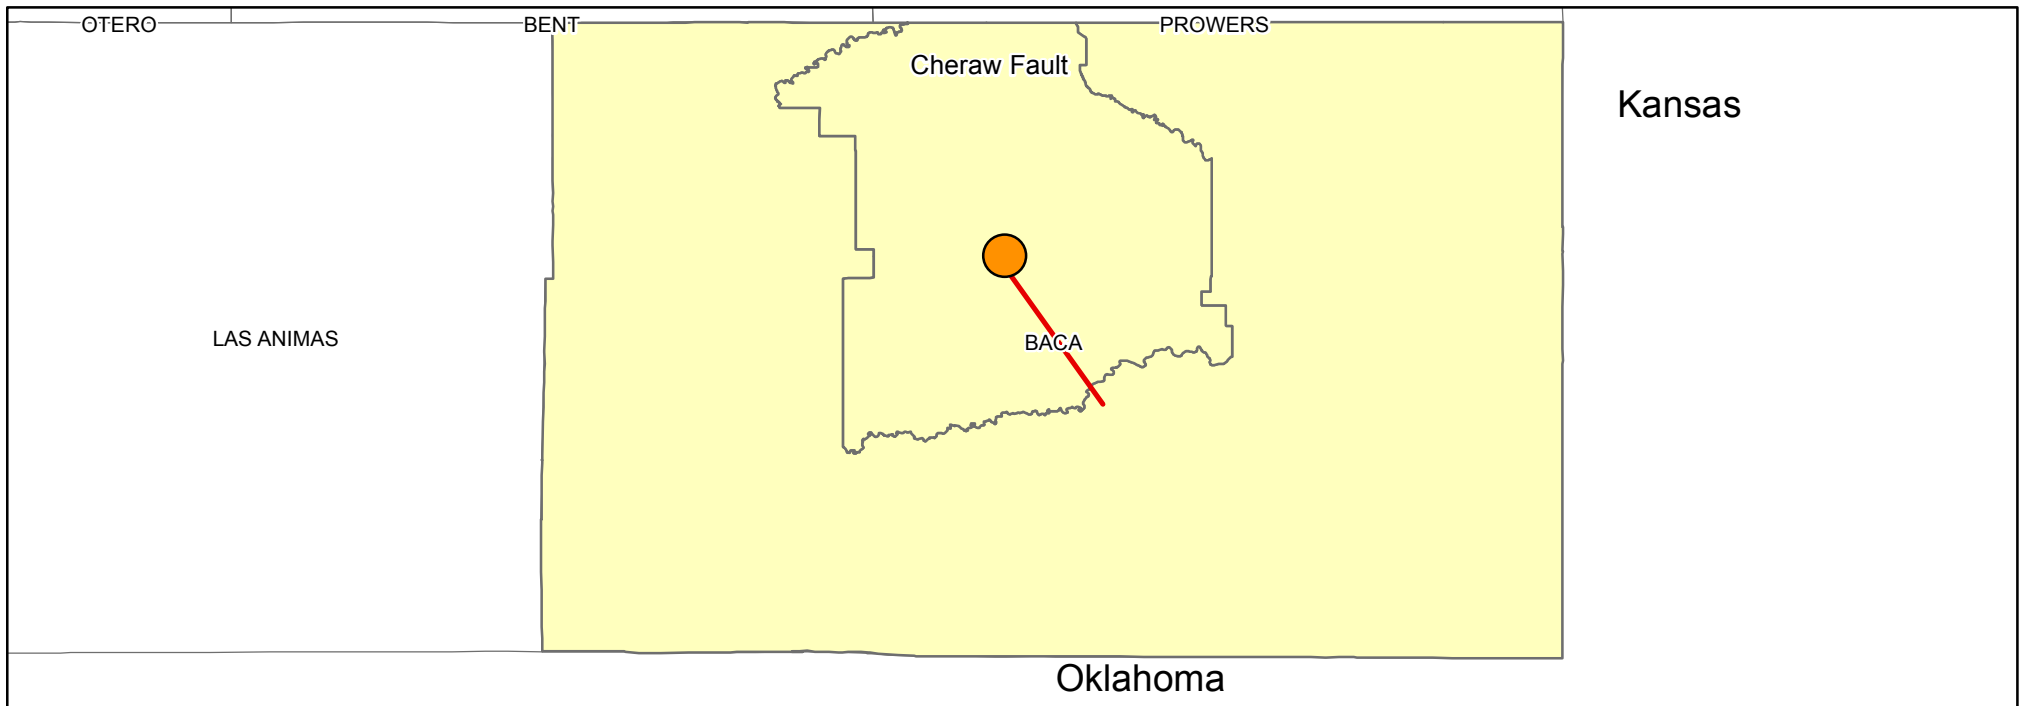 OTERO
BENT
PROWERS
Cheraw Fault
Kansas
LAS ANIMAS
BACA
Oklahoma